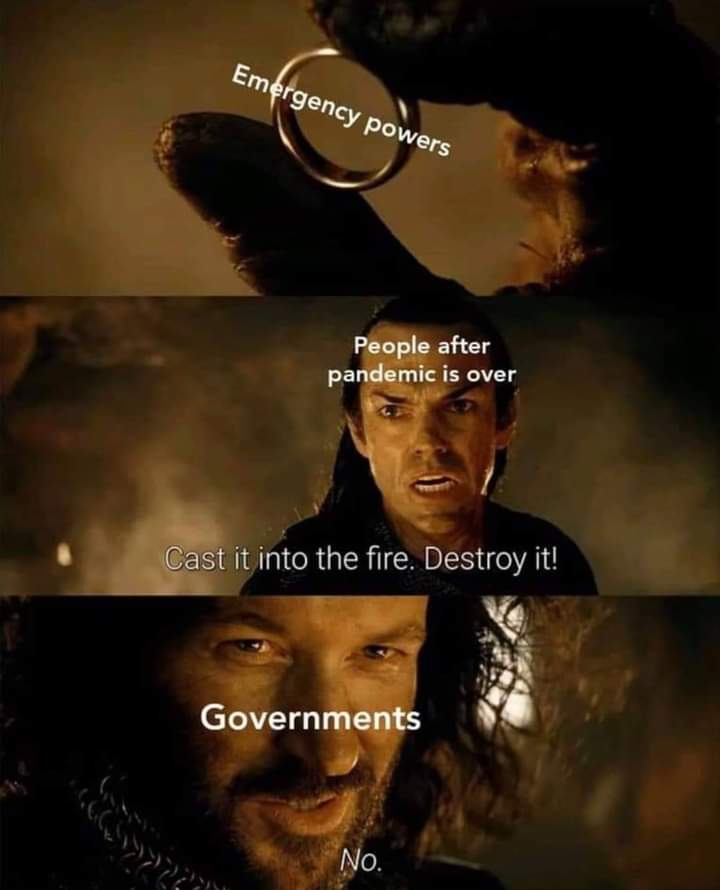 Emergency powers
People after
pandemic is over
Cast it into the fire. Destroy it!
Governments
No.